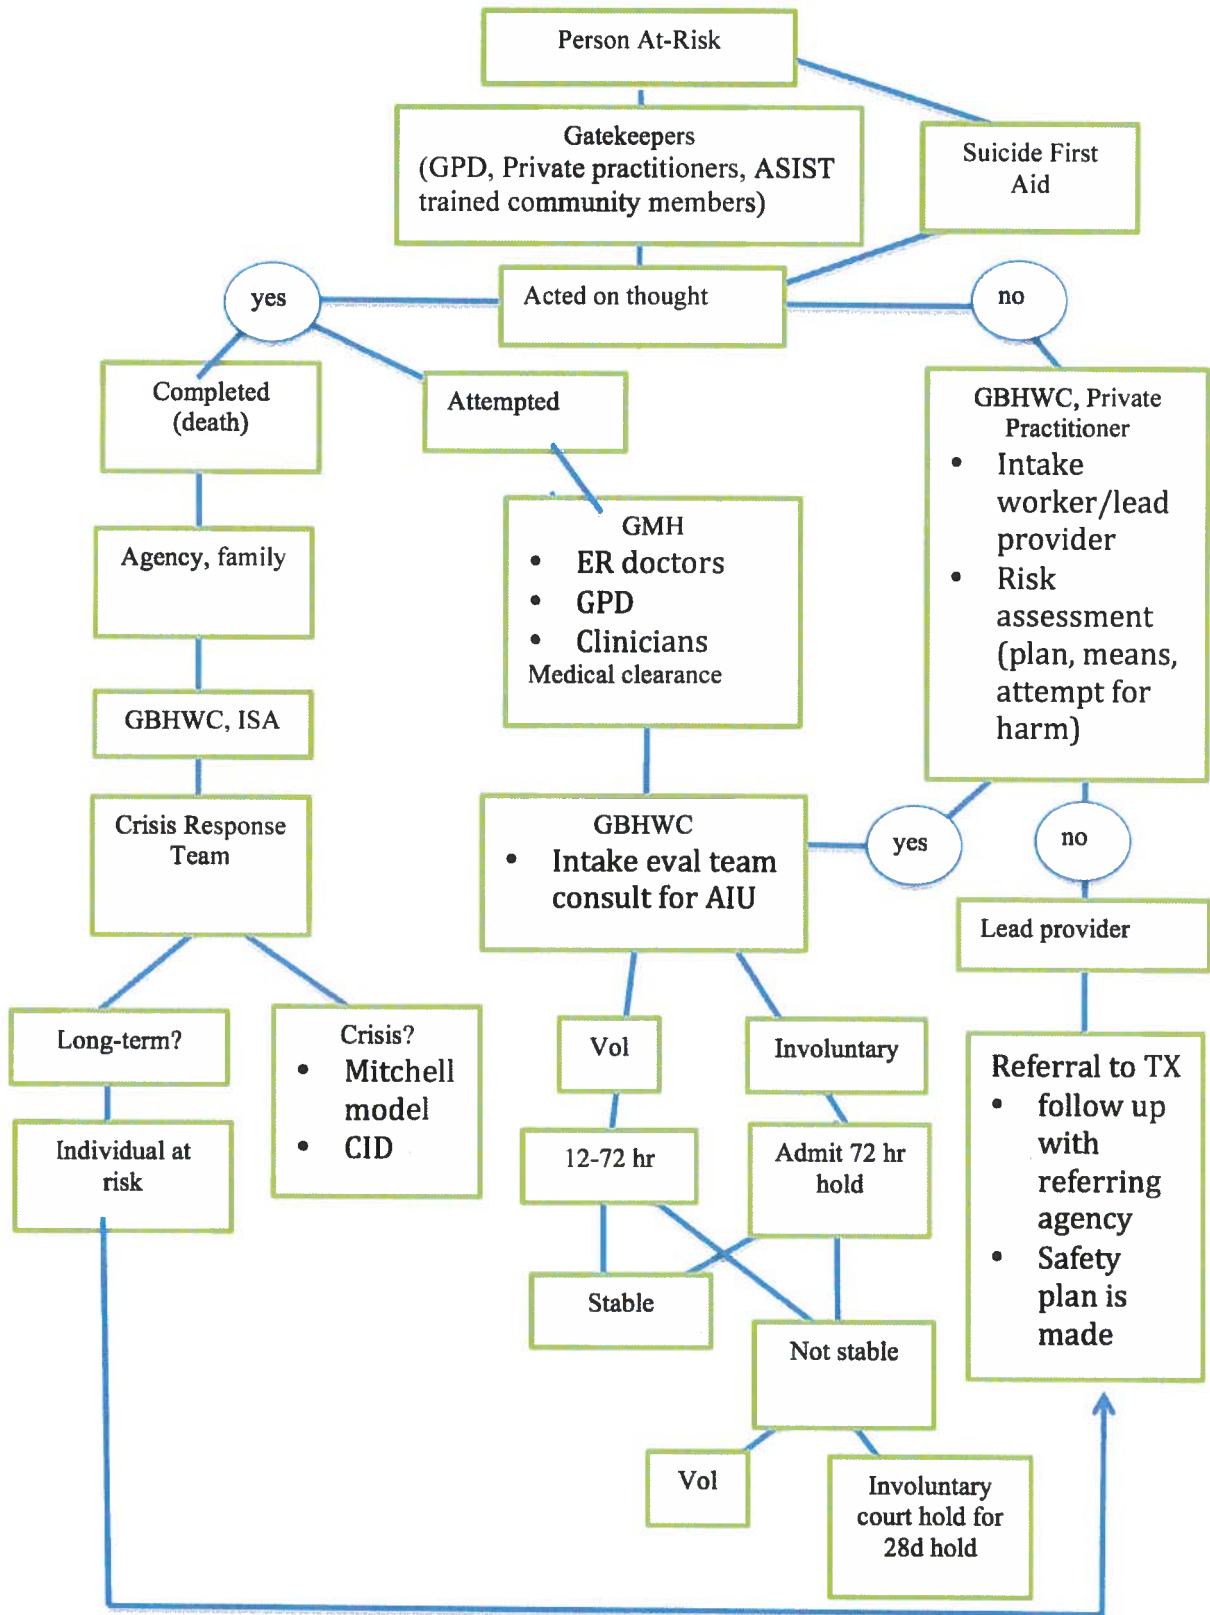 Person At-Risk
Gatekeepers
(GPD, Private practitioners, ASIST
trained community members)
Suicide First
Aid
yes
Acted on thought
no
Completed
(death)
Attempted
GBHWC, Private
Practitioner
• Intake
worker/lead
provider
• Risk
assessment
(plan, means,
attempt for
harm)
Agency, family
GMH
• ER doctors
• GPD
• Clinicians
Medical clearance
GBHWC, ISA
Crisis Response
Team
GBHWC
• Intake eval team
consult for AIU
yes
no
Lead provider
Long-term?
Crisis?
• Mitchell
model
• CID
Vol
Involuntary
Referral to TX
• follow up
with
referring
agency
• Safety
plan is
made
Individual at
risk
12-72 hr
Admit 72 hr
hold
Stable
Not stable
Vol
Involuntary
court hold for
28d hold